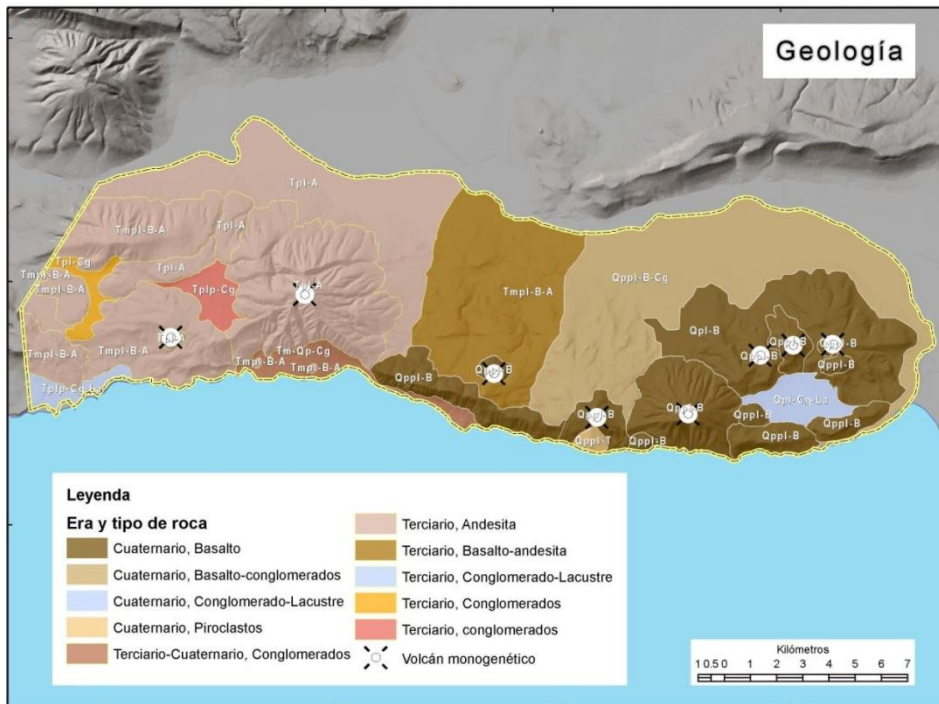 Geología
Tpl-A
Tmpl-B-A
Tpl-A
Tpl-Cg
Tpl-A
Tmpl-B-A
Tmpl-B-A
Tplp-Cg
Qppl-B-Cg
Tmpl-B-A
Qpl-B
Tm-Qp-Cg
Tmpl-B-A
Tmpl-B-A
Tmpl-B-A
Tmpl-B-A
Qppl-B
Qppl-B
Qpl-Cg-La
Qppl-B
Qppl-B
Qppl-B
Qppl-T
Qppl-B
Qppl-B
Leyenda
Era y tipo de roca
Cuaternario, Basalto
Cuaternario, Basalto-conglomerados
Cuaternario, Conglomerado-Lacustre
Cuaternario, Piroclastos
Terciario-Cuaternario, Conglomerados
Terciario, Andesita
Terciario, Basalto-andesita
Terciario, Conglomerado-Lacustre
Terciario, Conglomerados
Terciario, conglomerados
Volcán monogenético
Kilómetros
1 0.5 0 1 2 3 4 5 6 7